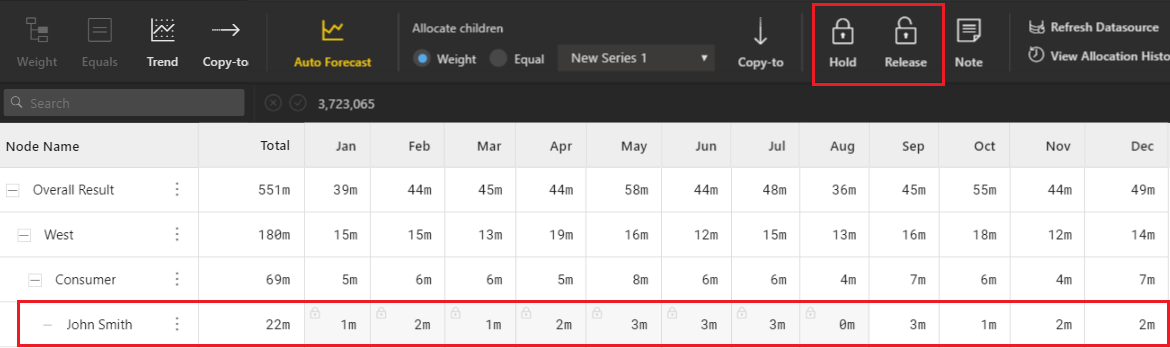 Weight Equals Trend Copy-to Auto Forecast Allocate children
Weight Equal New Series 1 Copy-to Hold Release Note Refresh Datasource
View Allocation Histo
Search 3,723,065
Node Name Total Jan Feb Mar Apr May Jun Jul Aug Sep Oct Nov Dec
Overall Result 551m 39m 44m 45m 44m 58m 44m 48m 36m 45m 55m 44m 49m
West 180m 15m 15m 13m 19m 16m 12m 15m 13m 16m 18m 12m 14m
Consumer 69m 5m 6m 6m 5m 8m 6m 6m 4m 7m 6m 4m 7m
John Smith 22m 1m 2m 1m 2m 3m 3m 3m 0m 3m 1m 2m 2m